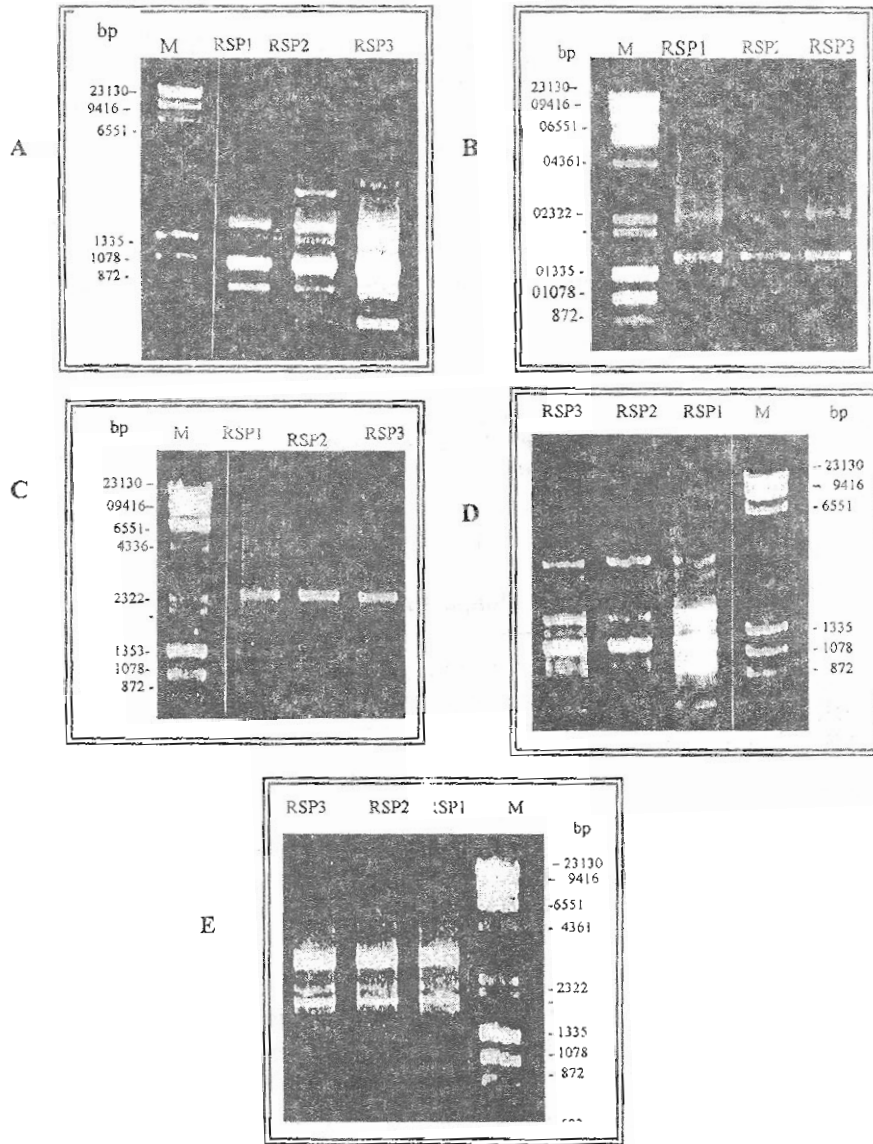 A
bp
M RSP1 RSP2 RSP3
23130–
9416 –
6551-
1335-
1078-
872-
B
bp
M RSP1 RSP2 RSP3
23130–
09416 –
06551-
04361-
02322-
-
01335-
01078-
872-
C
bp
M RSP1 RSP2 RSP3
23130 –
09416–
6551-
4336-
2322-
-
1353-
1078-
872 -
D
RSP3 RSP2 RSP1 M bp
– 23130
- 9416
- 6551
- 1335
- 1078
- 872
E
RSP3 RSP2 RSP1 M
bp
– 23130
- 9416
-6551
- 4361
- 2322
-
- 1335
- 1078
- 872